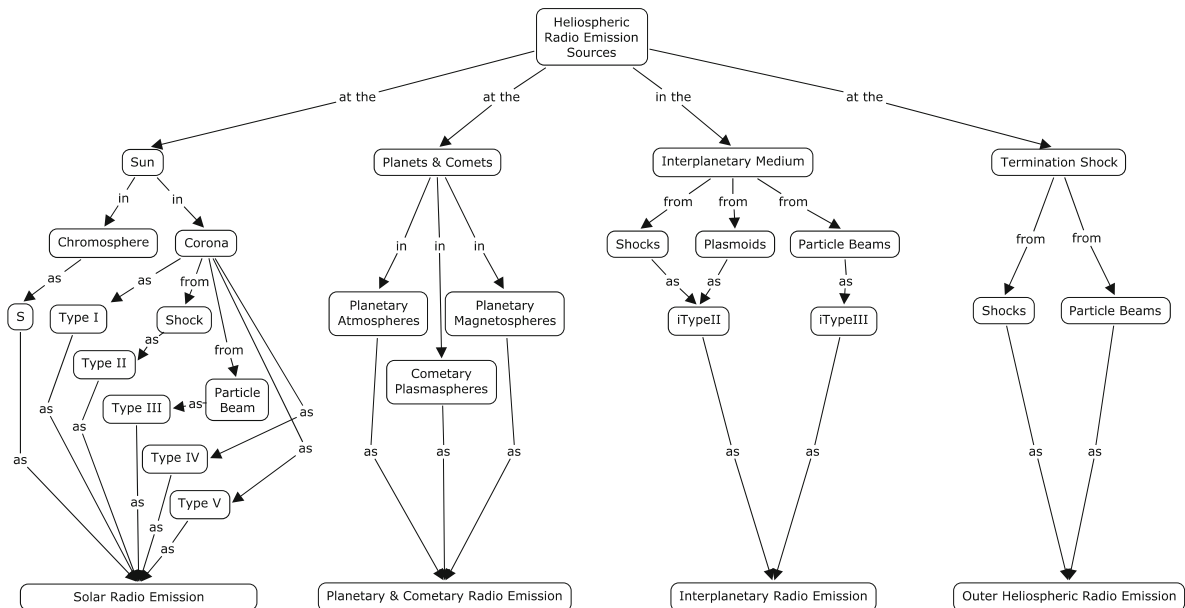 Heliospheric
Radio Emission
Sources
at the
at the
in the
at the
Sun
Planets & Comets
Interplanetary Medium
Termination Shock
in
in
from
from
from
Chromosphere
Corona
Shocks
Plasmoids
Particle Beams
in
in
in
from
from
as
as
from
as
as
as
S
Type I
Shock
Planetary
Atmospheres
Planetary
Magnetospheres
iTypeII
iTypeIII
Shocks
Particle Beams
as
from
Type II
Cometary
Plasmaspheres
Particle
Beam
as
Type III
as
as
as
Type IV
as
as
as
as
as
as
as
as
as
as
Type V
as
as
as
Solar Radio Emission
Planetary & Cometary Radio Emission
Interplanetary Radio Emission
Outer Heliospheric Radio Emission